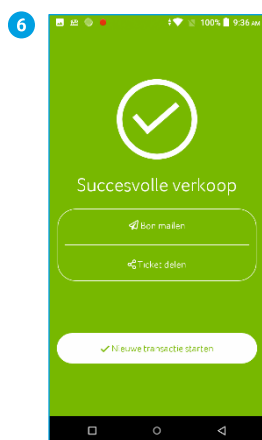 6
100% 9:36 AM
Succesvolle verkoop
Bon mailen
Ticket delen
Nieuwe transactie starten